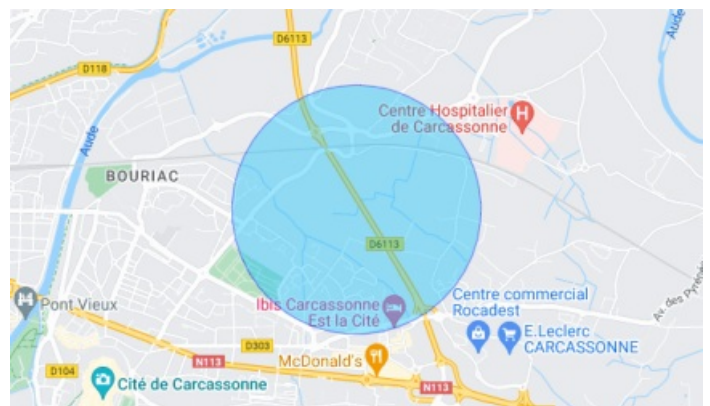 Aude
D6113
D118
Aude
Centre Hospitalier
de Carcassonne
BOURIAC
D6113
Ibis Carcassonne
Est la Cité
Centre commercial
Rocadest
Av. des Pyrénées
Pont Vieux
E.Leclerc
CARCASSONNE
D303
McDonald's
N113
D104
Cité de Carcassonne
N113